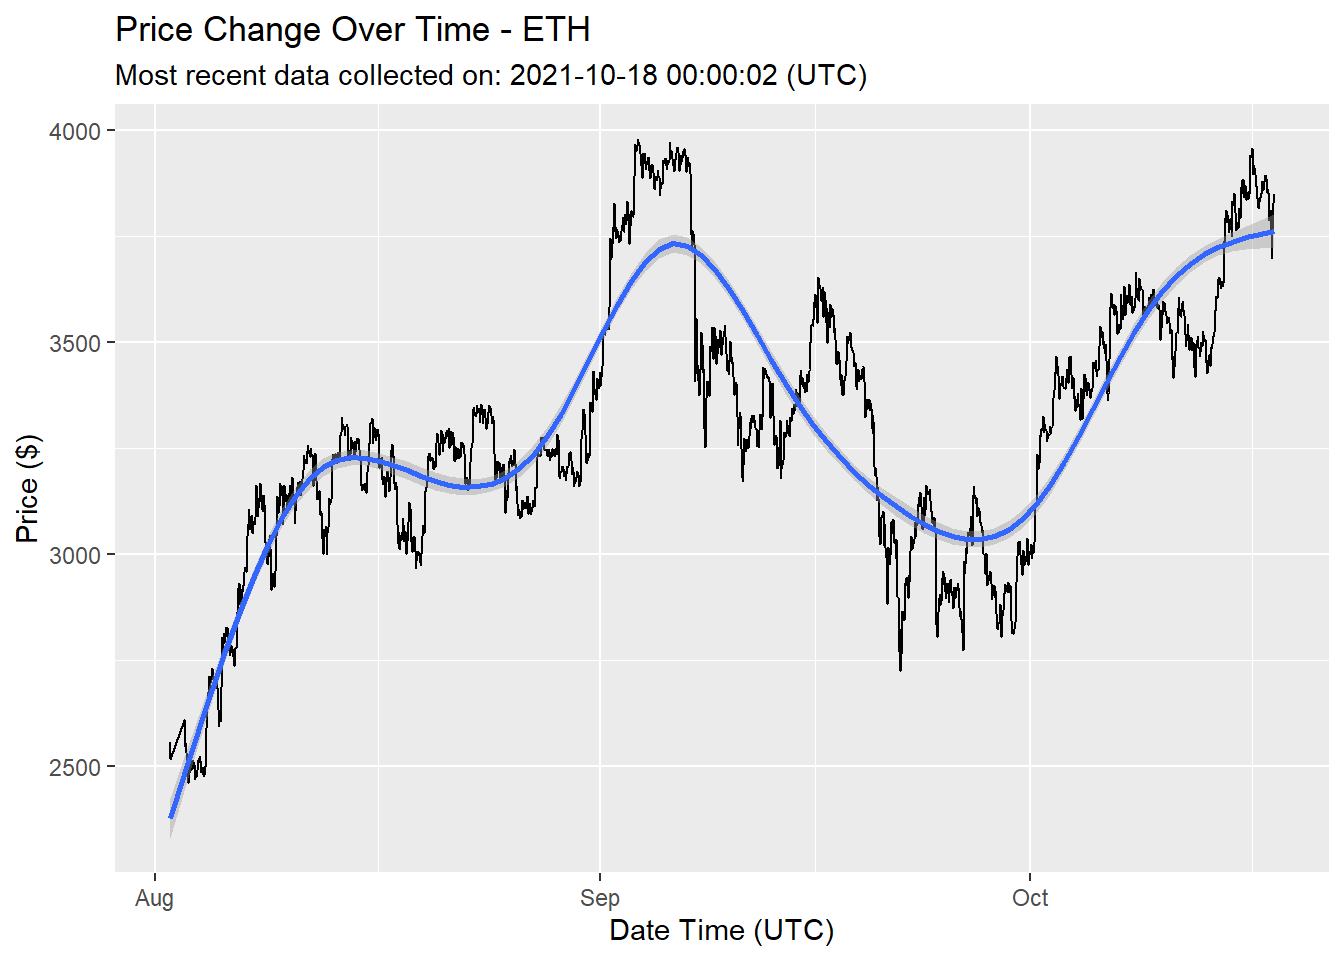 Price Change Over Time - ETH
Most recent data collected on: 2021-10-18 00:00:02 (UTC)
4000
3500
3000
2500
Price ($)
Aug
Sep
Oct
Date Time (UTC)